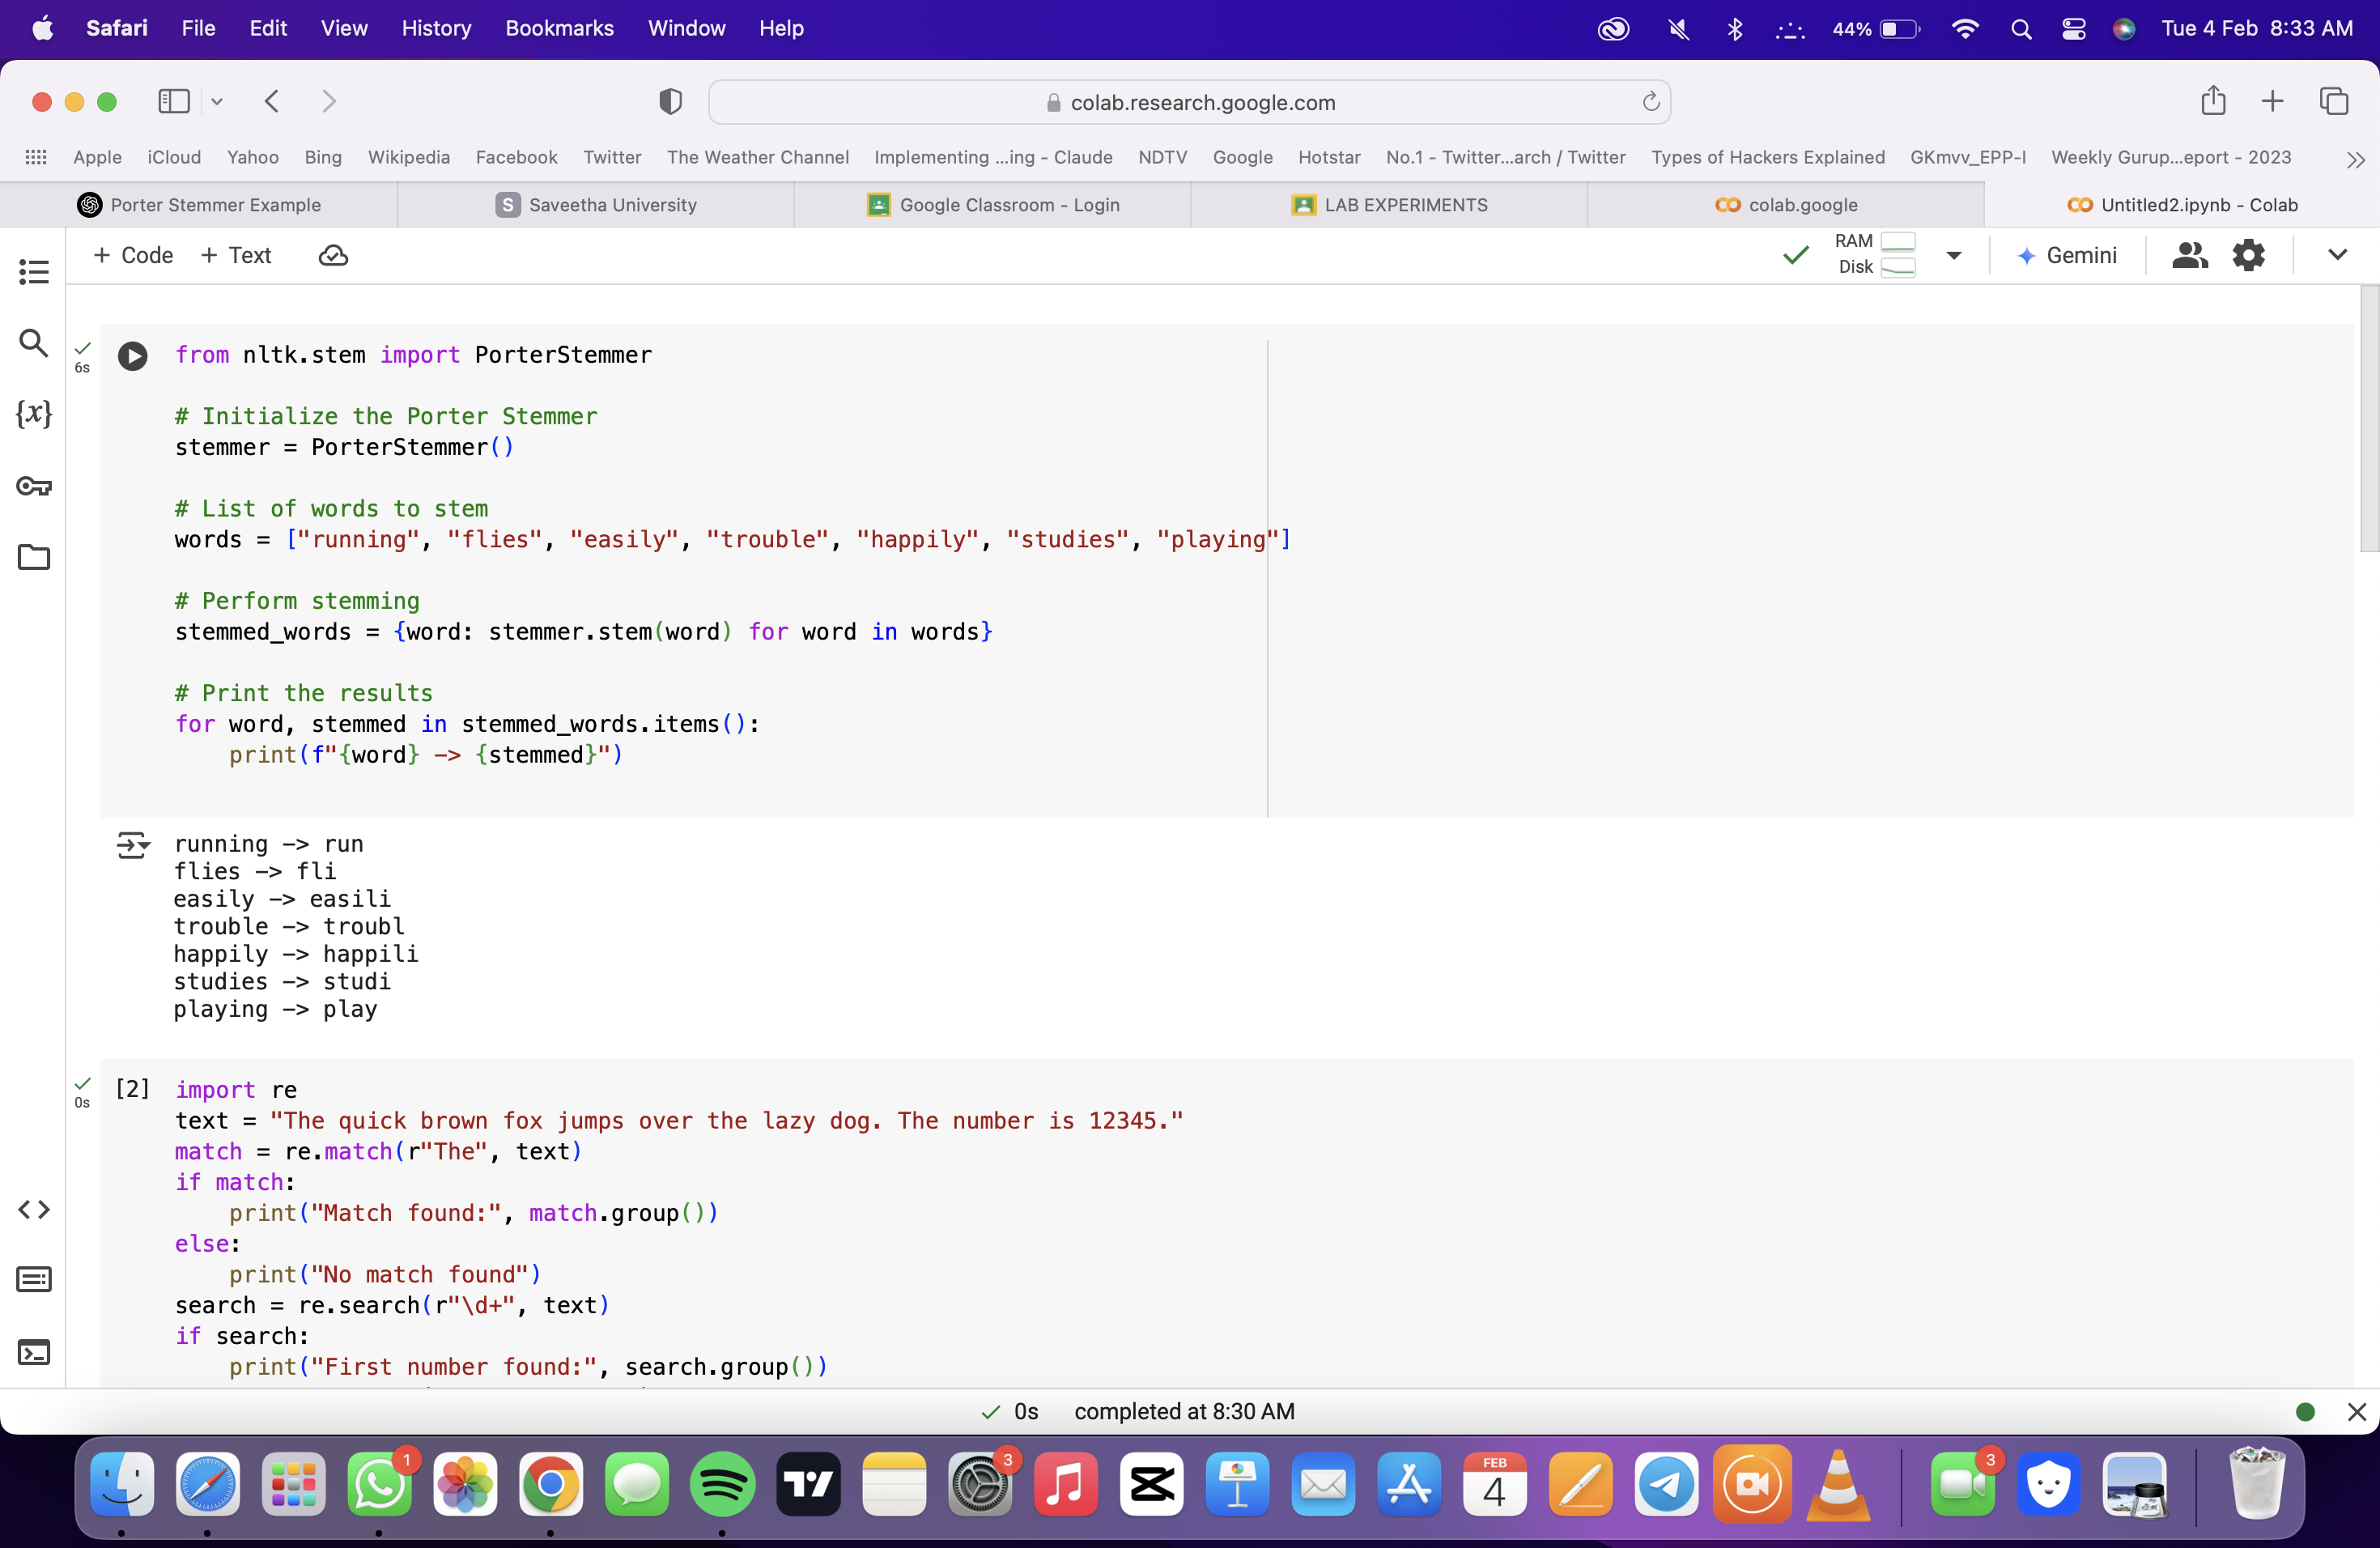 Safari File Edit View History Bookmarks Window Help 44% Tue 4 Feb 8:33 AM
colab.research.google.com
Apple iCloud Yahoo Bing Wikipedia Facebook Twitter The Weather Channel Implementing ...ing - Claude NDTV Google Hotstar No.1 - Twitter...arch / Twitter Types of Hackers Explained GKmvv_EPP-I Weekly Gurup...eport - 2023
Porter Stemmer Example S Saveetha University Google Classroom - Login LAB EXPERIMENTS colab.google Untitled2.ipynb - Colab
+ Code + Text RAM Disk Gemini
{x}
6s
from nltk.stem import PorterStemmer
# Initialize the Porter Stemmer
stemmer = PorterStemmer()
# List of words to stem
words = ["running", "flies", "easily", "trouble", "happily", "studies", "playing"]
# Perform stemming
stemmed_words = {word: stemmer.stem(word) for word in words}
# Print the results
for word, stemmed in stemmed_words.items():
    print(f"{word} -> {stemmed}")
running -> run
flies -> fli
easily -> easili
trouble -> troubl
happily -> happili
studies -> studi
playing -> play
0s
[2] import re
text = "The quick brown fox jumps over the lazy dog. The number is 12345."
match = re.match(r"The", text)
if match:
    print("Match found:", match.group())
else:
    print("No match found")
search = re.search(r"\d+", text)
if search:
    print("First number found:", search.group())
0s completed at 8:30 AM
1 3 FEB 4 3